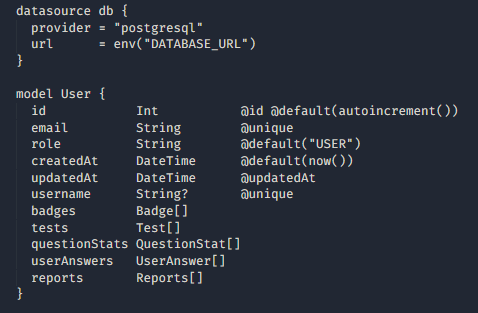 datasource db {
  provider = "postgresql"
  url      = env("DATABASE_URL")
}

model User {
  id            Int          @id @default(autoincrement())
  email         String       @unique
  role          String       @default("USER")
  createdAt     DateTime     @default(now())
  updatedAt     DateTime     @updatedAt
  username      String?      @unique
  badges        Badge[]
  tests         Test[]
  questionStats QuestionStat[]
  userAnswers   UserAnswer[]
  reports       Reports[]
}